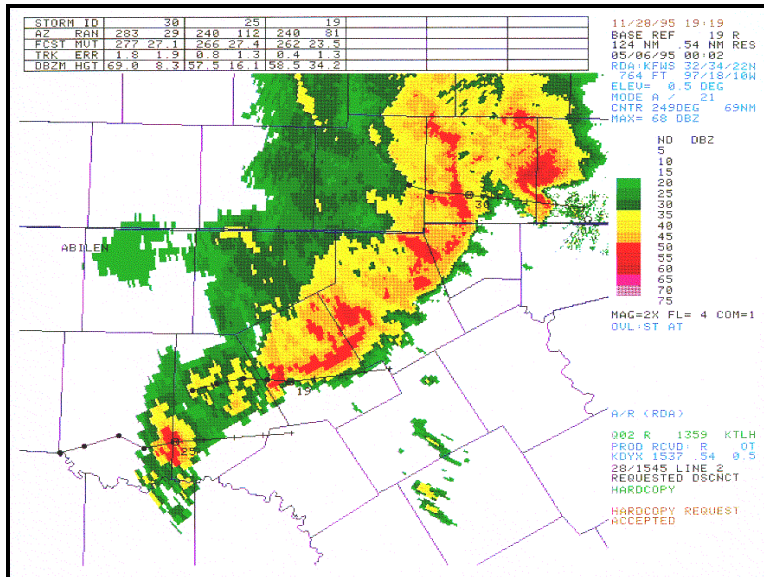 STORM ID 30 25 19
AZ RAN 283 29 240 112 240 81
FCST MVT 277 27.1 266 27.4 262 23.5
TRK ERR 1.8 1.9 0.8 1.3 0.4 1.3
DBZM HGT 69.0 8.3 57.5 16.1 58.5 34.2
11/28/95 19:19
BASE REF 19 R
124 NM .54 NM RES
05/06/95 00:02
RDA:KFWS 32/34/22N
764 FT 97/18/10W
ELEV= 0.5 DEG
MODE A / 21
CNTR 249DEG 69NM
MAX= 68 DBZ
ND DBZ
5
10
15
20
25
30
35
40
45
50
55
60
65
70
75
MAG=2X FL= 4 COM=1
OVL:ST AT
30
ABILEN
19
25
A/R (RDA)
Q02 R 1359 KTLH
PROD RCVD: R OT
KDYX 1537 .54 0.5
28/1545 LINE 2
REQUESTED DSCNCT
HARDCOPY
HARDCOPY REQUEST
ACCEPTED